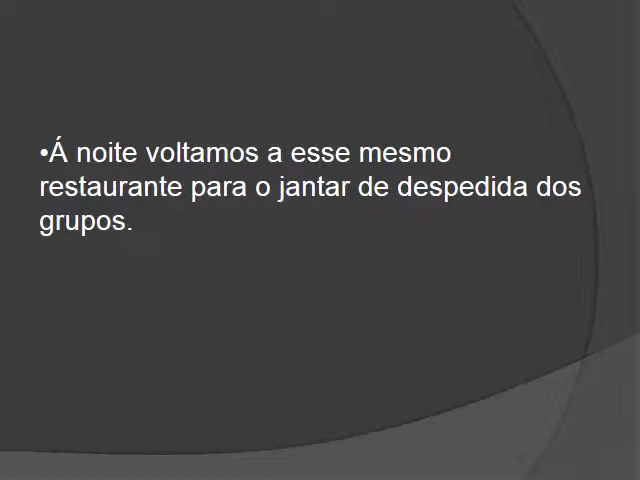 •Á noite voltamos a esse mesmo
restaurante para o jantar de despedida dos
grupos.